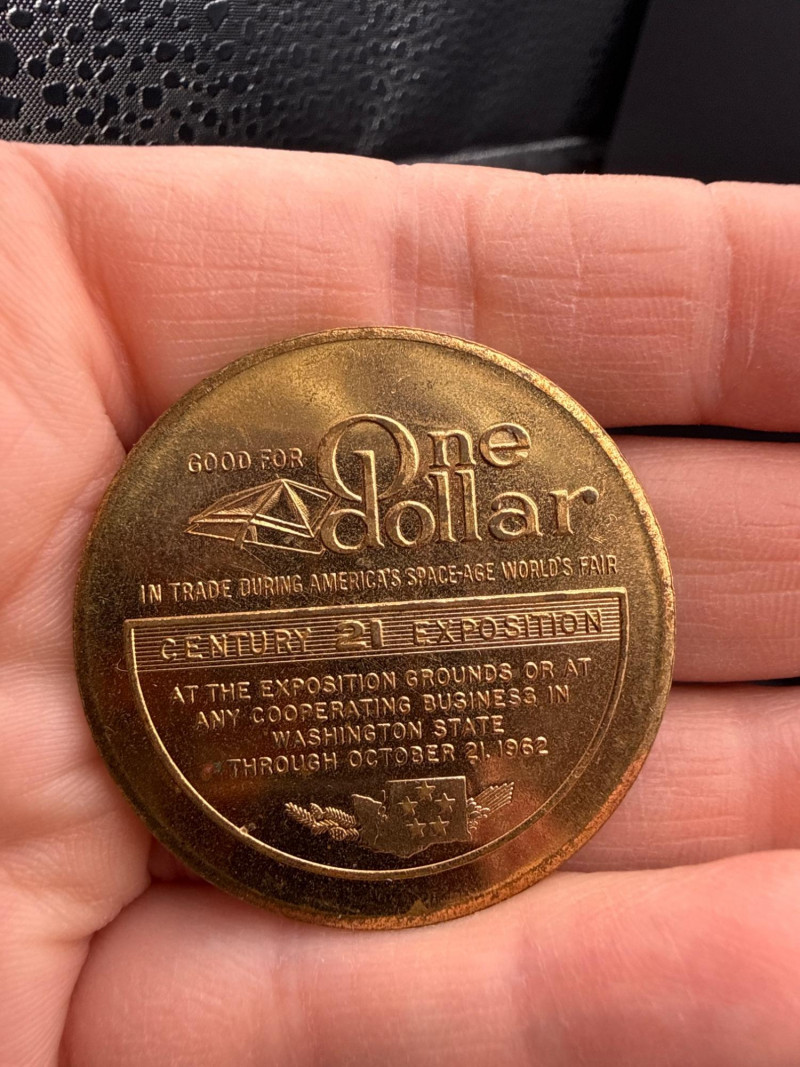 GOOD FOR One
dollar
IN TRADE DURING AMERICA'S SPACE-AGE WORLD'S FAIR
CENTURY 21 EXPOSITION
AT THE EXPOSITION GROUNDS OR AT
ANY COOPERATING BUSINESS IN
WASHINGTON STATE
THROUGH OCTOBER 21, 1962